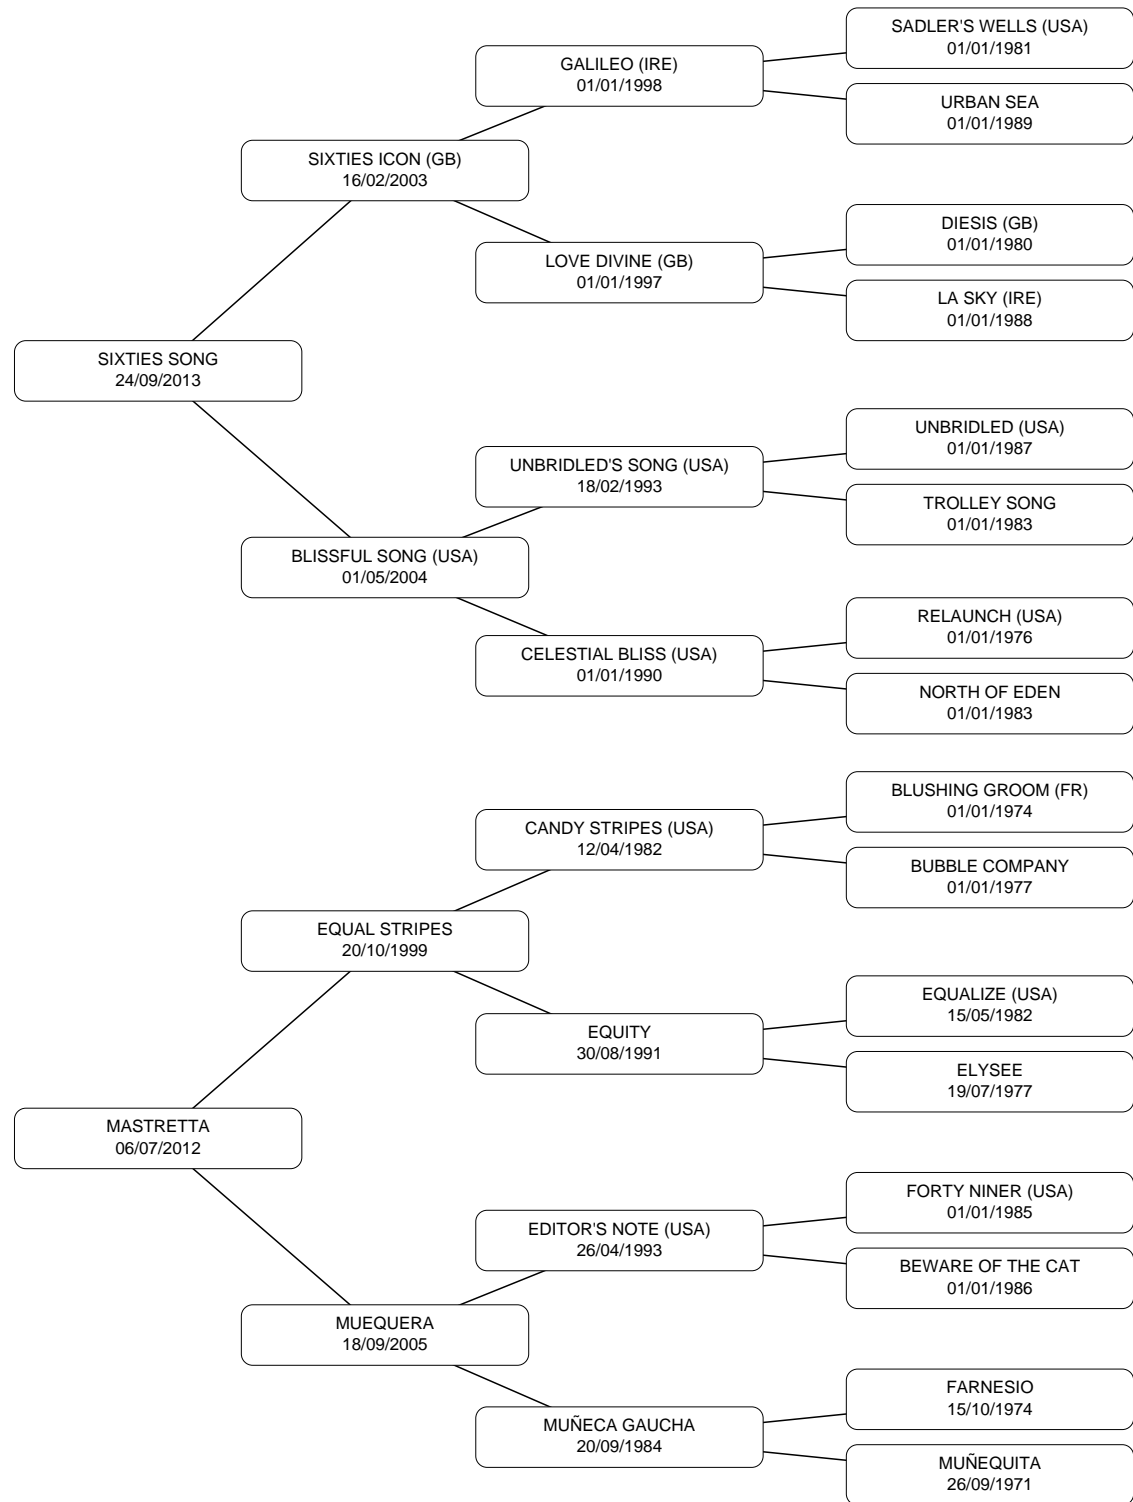 SADLER'S WELLS (USA)
01/01/1981
GALILEO (IRE)
01/01/1998
URBAN SEA
01/01/1989
SIXTIES ICON (GB)
16/02/2003
DIESIS (GB)
01/01/1980
LOVE DIVINE (GB)
01/01/1997
LA SKY (IRE)
01/01/1988
SIXTIES SONG
24/09/2013
UNBRIDLED (USA)
01/01/1987
UNBRIDLED'S SONG (USA)
18/02/1993
TROLLEY SONG
01/01/1983
BLISSFUL SONG (USA)
01/05/2004
RELAUNCH (USA)
01/01/1976
CELESTIAL BLISS (USA)
01/01/1990
NORTH OF EDEN
01/01/1983
BLUSHING GROOM (FR)
01/01/1974
CANDY STRIPES (USA)
12/04/1982
BUBBLE COMPANY
01/01/1977
EQUAL STRIPES
20/10/1999
EQUALIZE (USA)
15/05/1982
EQUITY
30/08/1991
ELYSEE
19/07/1977
MASTRETTA
06/07/2012
FORTY NINER (USA)
01/01/1985
EDITOR'S NOTE (USA)
26/04/1993
BEWARE OF THE CAT
01/01/1986
MUEQUERA
18/09/2005
FARNESIO
15/10/1974
MUÑECA GAUCHA
20/09/1984
MUÑEQUITA
26/09/1971